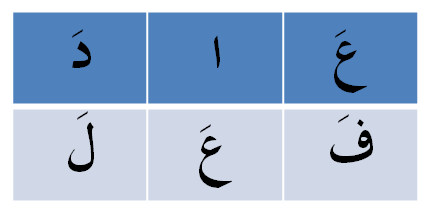 عَ ا دَ
فَ عَ لَ